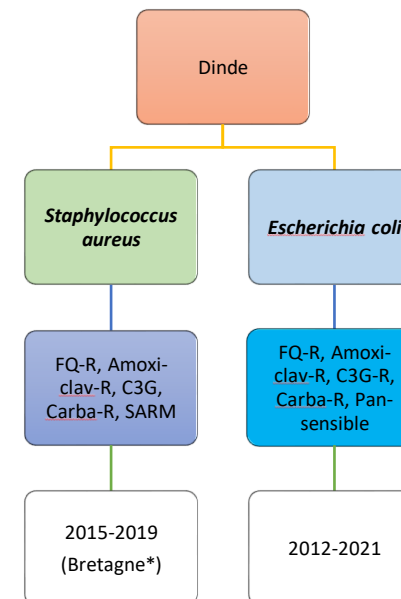 Dinde
Staphylococcus
aureus
Escherichia coli
FQ-R, Amoxi-
clav-R, C3G,
Carba-R, SARM
FQ-R, Amoxi-
clav-R, C3G-R,
Carba-R, Pan-
sensible
2015-2019
(Bretagne*)
2012-2021